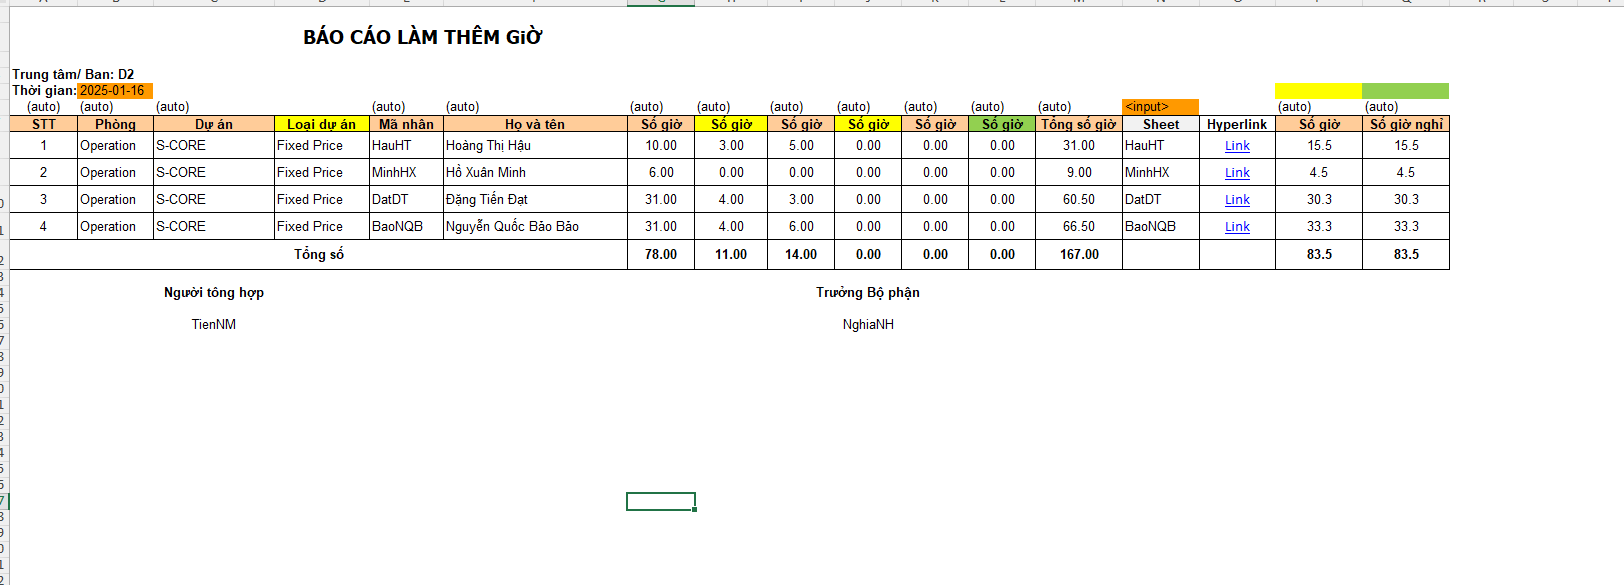 BÁO CÁO LÀM THÊM GiỜ
Trung tâm/ Ban: D2
Thời gian: 2025-01-16
(auto) (auto) (auto) (auto) (auto) (auto) (auto) (auto) (auto) (auto) (auto) (auto) <input> (auto) (auto)
STT Phòng Dự án Loại dự án Mã nhân Họ và tên Số giờ Số giờ Số giờ Số giờ Số giờ Số giờ Tổng số giờ Sheet Hyperlink Số giờ Số giờ nghỉ
1 Operation S-CORE Fixed Price HauHT Hoàng Thị Hậu 10.00 3.00 5.00 0.00 0.00 0.00 31.00 HauHT Link 15.5 15.5
2 Operation S-CORE Fixed Price MinhHX Hồ Xuân Minh 6.00 0.00 0.00 0.00 0.00 0.00 9.00 MinhHX Link 4.5 4.5
3 Operation S-CORE Fixed Price DatDT Đặng Tiến Đạt 31.00 4.00 3.00 0.00 0.00 0.00 60.50 DatDT Link 30.3 30.3
4 Operation S-CORE Fixed Price BaoNQB Nguyễn Quốc Bảo Bảo 31.00 4.00 6.00 0.00 0.00 0.00 66.50 BaoNQB Link 33.3 33.3
Tổng số 78.00 11.00 14.00 0.00 0.00 0.00 167.00 83.5 83.5
Người tổng hợp Trưởng Bộ phận
TienNM NghiaNH